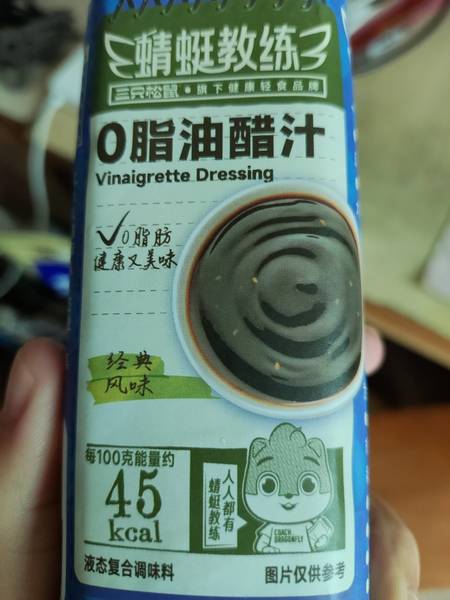 蜻蜓教练
三只松鼠·旗下健康轻食品牌
0脂油醋汁
Vinaigrette Dressing
✓0脂肪
健康又美味
经典
风味
每100克能量约
45
kcal
人人都有
蜻蜓教练
COACH
DRAGONFLY
液态复合调味料
图片仅供参考